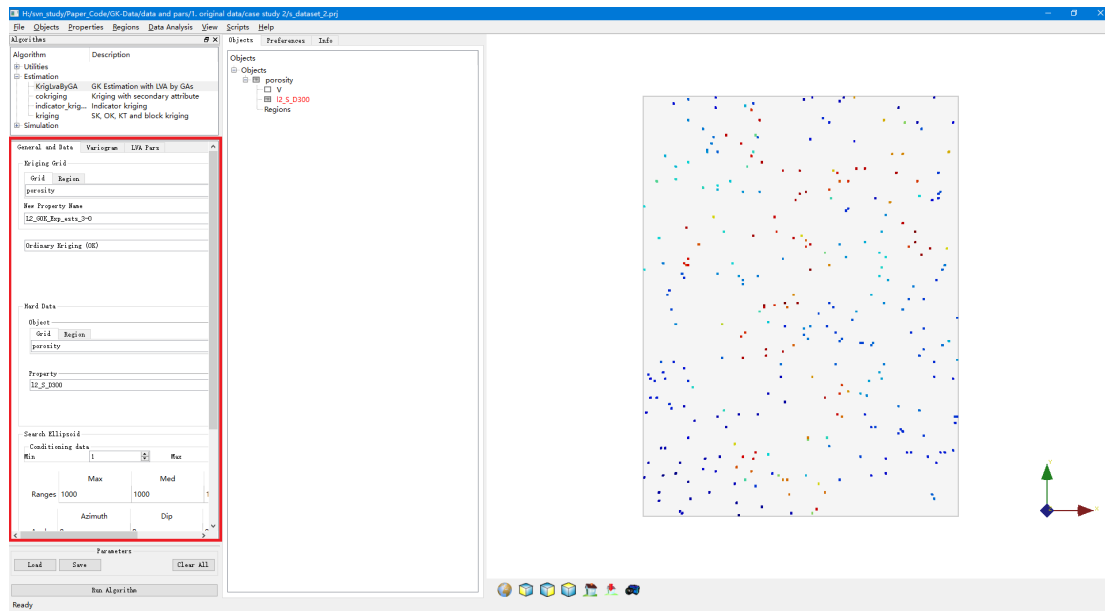 H:/svn_study/Paper_Code/GK-Data/data and pars/1. original data/case study 2/s_dataset_2.prj
File Objects Properties Regions Data Analysis View Scripts Help
Algorithms
Objects Preferences Info
Algorithm Description
Utilities
Estimation
KrigLvaByGA GK Estimation with LVA by GAs
cokriging Kriging with secondary attribute
indicator_krig... Indicator kriging
kriging SK, OK, KT and block kriging
Simulation
Objects
Objects
porosity
V
l2_S_D300
Regions
General and Data Variogram LVA Pars
Kriging Grid
Grid Region
porosity
New Property Name
l2_GOK_Exp_exts_3-0
Ordinary Kriging (OK)
Hard Data
Object
Grid Region
porosity
Property
l2_S_D300
Search Ellipsoid
Conditioning data
Min 1 Max
Max Med
Ranges 1000 1000
Azimuth Dip
Parameters
Load Save Clear All
Run Algorithm
Ready